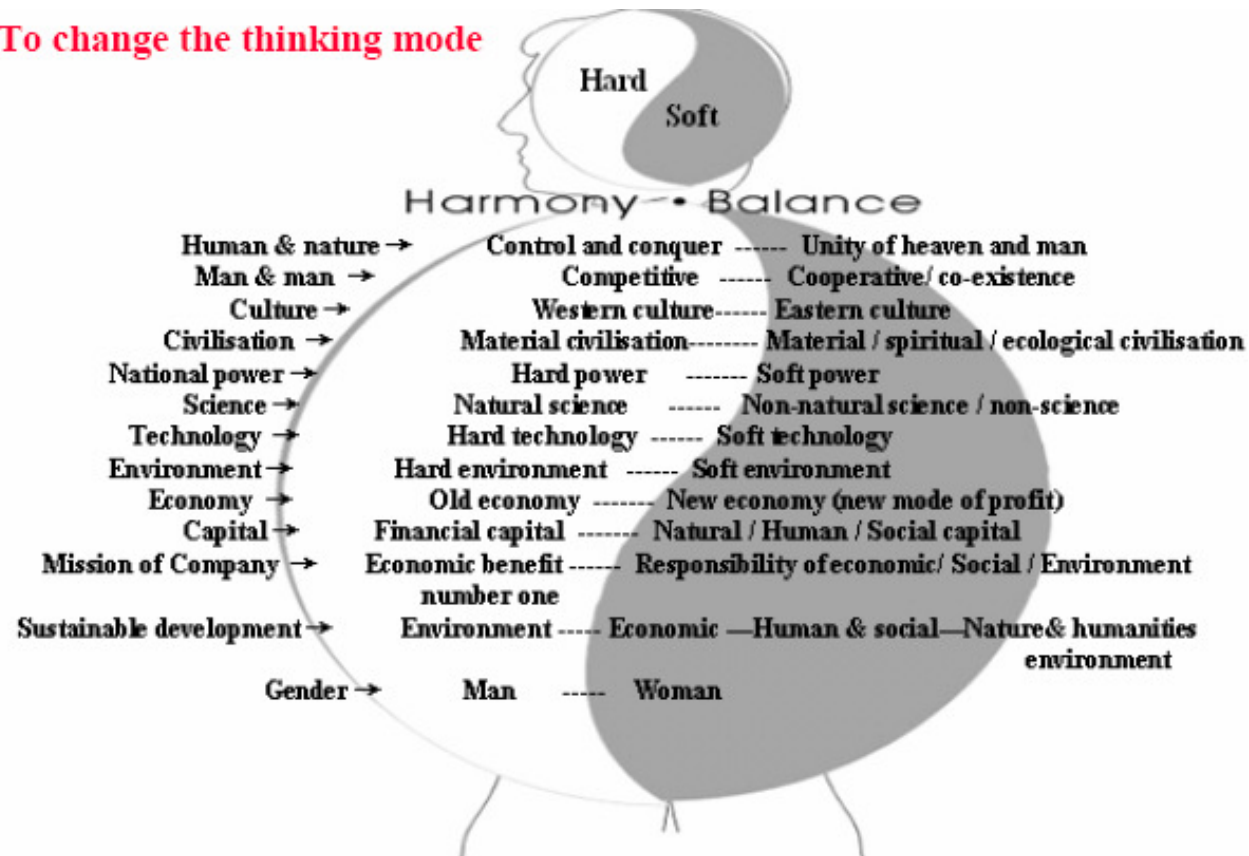 To change the thinking mode
Hard
Soft
Harmony • Balance
Human & nature → Control and conquer ------ Unity of heaven and man
Man & man → Competitive ------ Cooperative/ co-existence
Culture → Western culture------ Eastern culture
Civilisation → Material civilisation-------- Material / spiritual / ecological civilisation
National power → Hard power ------- Soft power
Science → Natural science ------ Non-natural science / non-science
Technology → Hard technology ------ Soft technology
Environment → Hard environment ------ Soft environment
Economy → Old economy ------- New economy (new mode of profit)
Capital → Financial capital ------- Natural / Human / Social capital
Mission of Company → Economic benefit ------ Responsibility of economic/ Social / Environment
number one
Sustainable development → Environment ----- Economic —Human & social—Nature& humanities
environment
Gender → Man ----- Woman